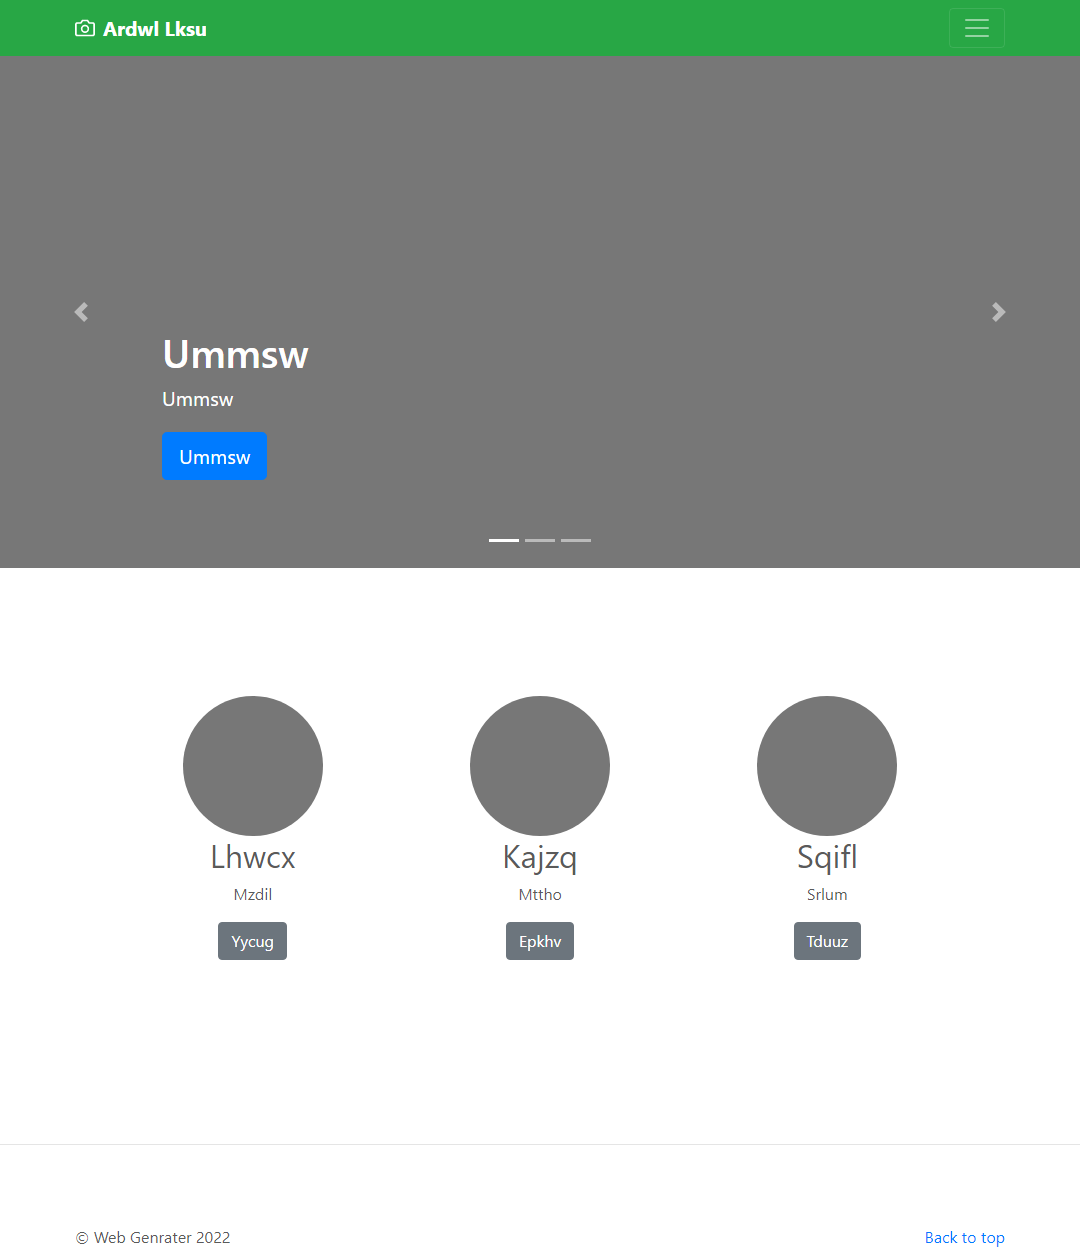 Ardwl Lksu
Ummsw
Ummsw
Ummsw
Lhwcx
Mzdil
Yycug
Kajzq
Mttho
Epkhv
Sqifl
Srlum
Tduuz
© Web Genrater 2022
Back to top